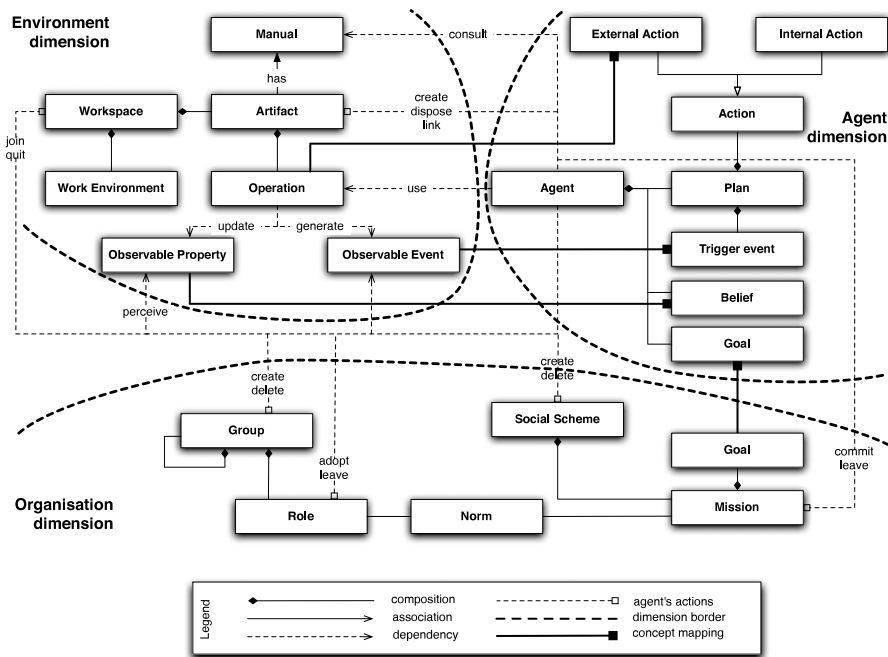 Environment
dimension
Manual
consult
External Action
Internal Action
has
Workspace
Artifact
create
dispose
link
Action
Agent
dimension
join
quit
Work Environment
Operation
use
Agent
Plan
update
generate
Observable Property
Observable Event
Trigger event
perceive
Belief
Goal
create
delete
create
delete
Group
Social Scheme
Goal
adopt
leave
commit
leave
Organisation
dimension
Role
Norm
Mission
Legend
composition
agent's actions
association
dimension border
dependency
concept mapping